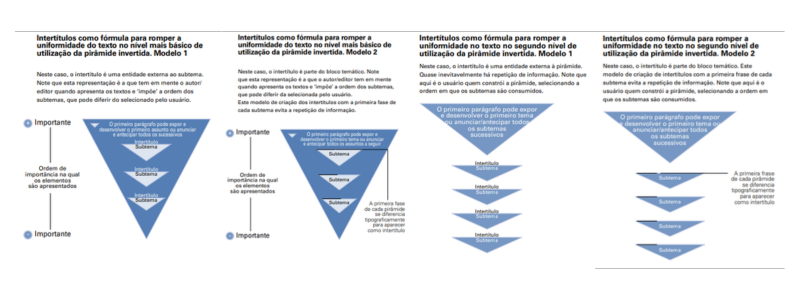 Intertítulos como fórmula para romper a
uniformidade do texto no nível mais básico de
utilização da pirâmide invertida. Modelo 1
Neste caso, o intertítulo é uma entidade externa ao subtema.
Note que esta representação é a que tem em mente o autor/
editor quando apresenta os textos e 'impõe' a ordem dos
subtemas, que pode diferir do selecionado pelo usuário.
Importante
Ordem de
importância na qual
os elementos
são apresentados
Importante
O primeiro parágrafo pode expor e
desenvolver o primeiro assunto ou anunciar
e antecipar todos os sucessivos
Intertítulo
Subtema
Intertítulo
Subtema
Intertítulo
Subtema
Intertítulos como fórmula para romper a
uniformidade do texto no nível mais básico de
utilização da pirâmide invertida. Modelo 2
Neste caso, o intertítulo é parte do bloco temático. Note
que esta representação é a que o autor/editor tem em mente
quando apresenta os textos e 'impõe' a ordem dos subtemas,
que pode diferir da selecionada pelo usuário.
Este modelo de criação dos intertítulos com a primeira frase de
cada subtema evita a repetição de informação.
Importante
Ordem de
importância na qual
os elementos
são apresentados
Importante
O primeiro parágrafo pode expor e
desenvolver o primeiro tema ou anunciar
e antecipar todos os assuntos a seguir
Subtema
Subtema
Subtema
A primeira frase
de cada pirâmide
se diferencia
tipograficamente
para aparecer
como intertítulo
Intertítulos como fórmula para romper a
uniformidade no texto no segundo nível de
utilização da pirâmide invertida. Modelo 1
Neste caso, o intertítulo é uma entidade externa à pirâmide.
Quase inevitavelmente há repetição de informação. Note que
aqui é o usuário quem constrói a pirâmide, selecionando a
ordem em que os subtemas são consumidos.
O primeiro parágrafo pode expor
e desenvolver o primeiro tema
ou anunciar/antecipar todos
os subtemas
sucessivos
Intertítulo
Subtema
Intertítulo
Subtema
Intertítulo
Subtema
Intertítulo
Subtema
Intertítulos como fórmula para romper a
uniformidade no texto no segundo nível de
utilização da pirâmide invertida. Modelo 2
Neste caso, o intertítulo é parte do bloco temático. Este
modelo de criação de intertítulos com a primeira frase de cada
subtema evita a repetição de informação. Note que aqui é o
usuário quem constrói a pirâmide, selecionando a ordem em
que os subtemas são consumidos.
O primeiro parágrafo pode expor
e desenvolver o primeiro tema ou
anunciar/antecipar todos
os subtemas
sucessivos
Subtema
Subtema
Subtema
Subtema
A primeira frase
de cada pirâmide
se diferencia
tipograficamente
para aparecer
como intertítulo